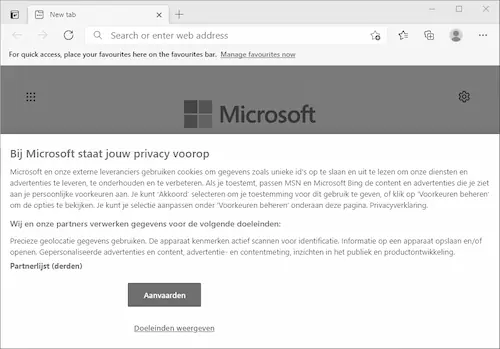 New tab
Search or enter web address
For quick access, place your favourites here on the favourites bar. Manage favourites now
Microsoft
Bij Microsoft staat jouw privacy voorop
Microsoft en onze externe leveranciers gebruiken cookies om gegevens zoals unieke id's op te slaan en uit te lezen om onze diensten en
advertenties te leveren, te onderhouden en te verbeteren. Als je toestemt, passen MSN en Microsoft Bing de content en advertenties die je ziet
aan je persoonlijke voorkeuren aan. Je kunt 'Akkoord' selecteren om je toestemming voor dit gebruik te geven, of klik op 'Voorkeuren beheren'
om de opties te bekijken. Je kunt je selectie aanpassen onder 'Voorkeuren beheren' onderaan deze pagina. Privacyverklaring.
Wij en onze partners verwerken gegevens voor de volgende doeleinden:
Precieze geolocatie gegevens gebruiken. De apparaat kenmerken actief scannen voor identificatie. Informatie op een apparaat opslaan en/of
openen. Gepersonaliseerde advertenties en content, advertentie- en contentmeting, inzichten in het publiek en productontwikkeling.
Partnerlijst (derden)
Aanvaarden
Doeleinden weergeven